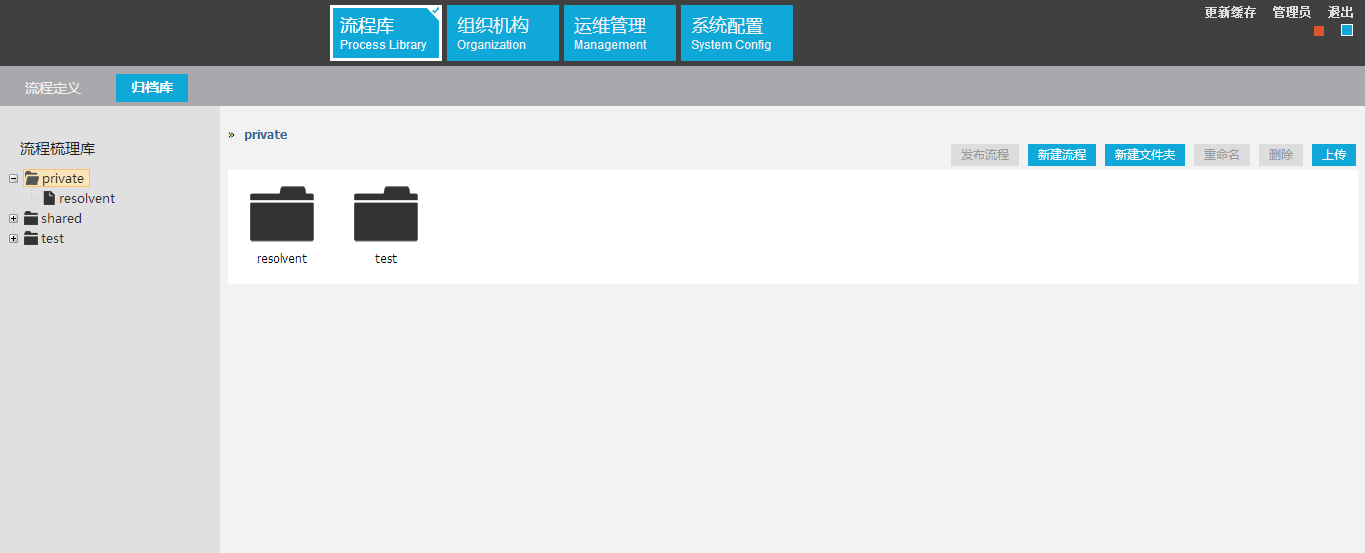 流程库
Process Library
组织机构
Organization
运维管理
Management
系统配置
System Config
更新缓存 管理员 退出
流程定义 归档库
流程梳理库
private
resolvent
shared
test
» private
发布流程 新建流程 新建文件夹 重命名 删除 上传
resolvent test